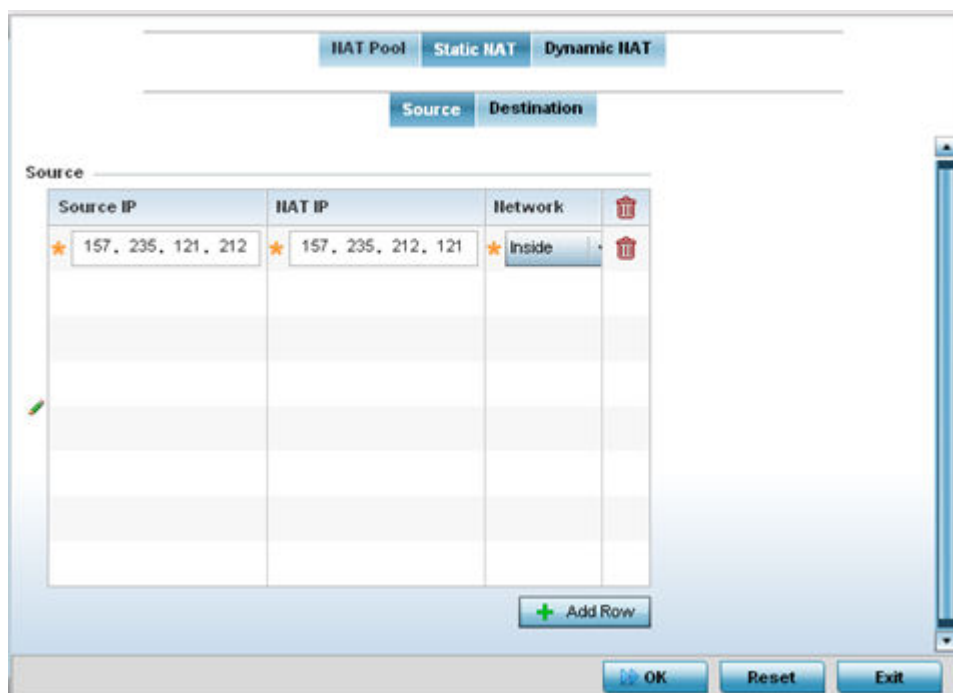 NAT Pool Static NAT Dynamic NAT
Source Destination
Source
Source IP NAT IP Network
157. 235. 121. 212 157. 235. 212. 121 Inside
Add Row
OK Reset Exit